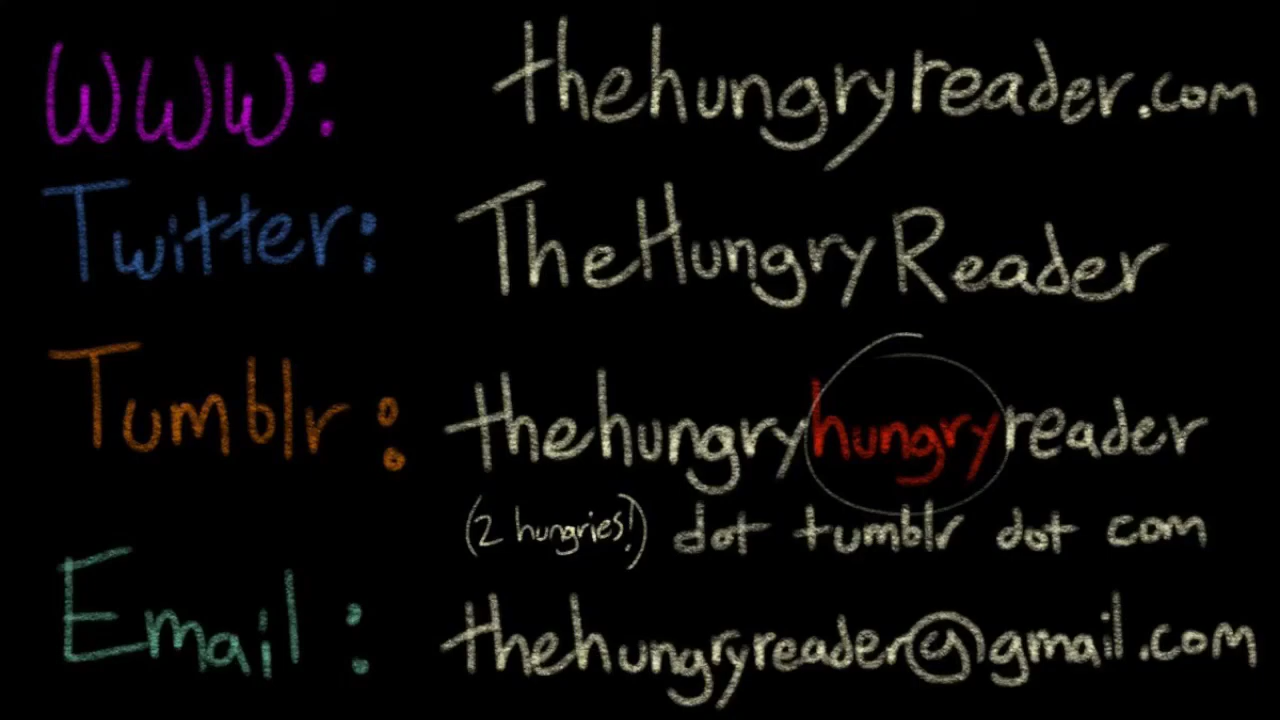 WWW: thehungryreader.com
Twitter: TheHungryReader
Tumblr: thehungryhungryreader
(2 hungries!) dot tumblr dot com
Email: thehungryreader@gmail.com